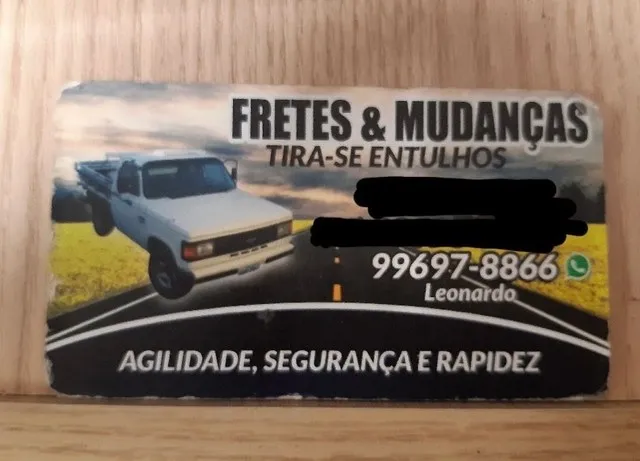 FRETES & MUDANÇAS
TIRA-SE ENTULHOS
99697-8866
Leonardo
AGILIDADE, SEGURANÇA E RAPIDEZ